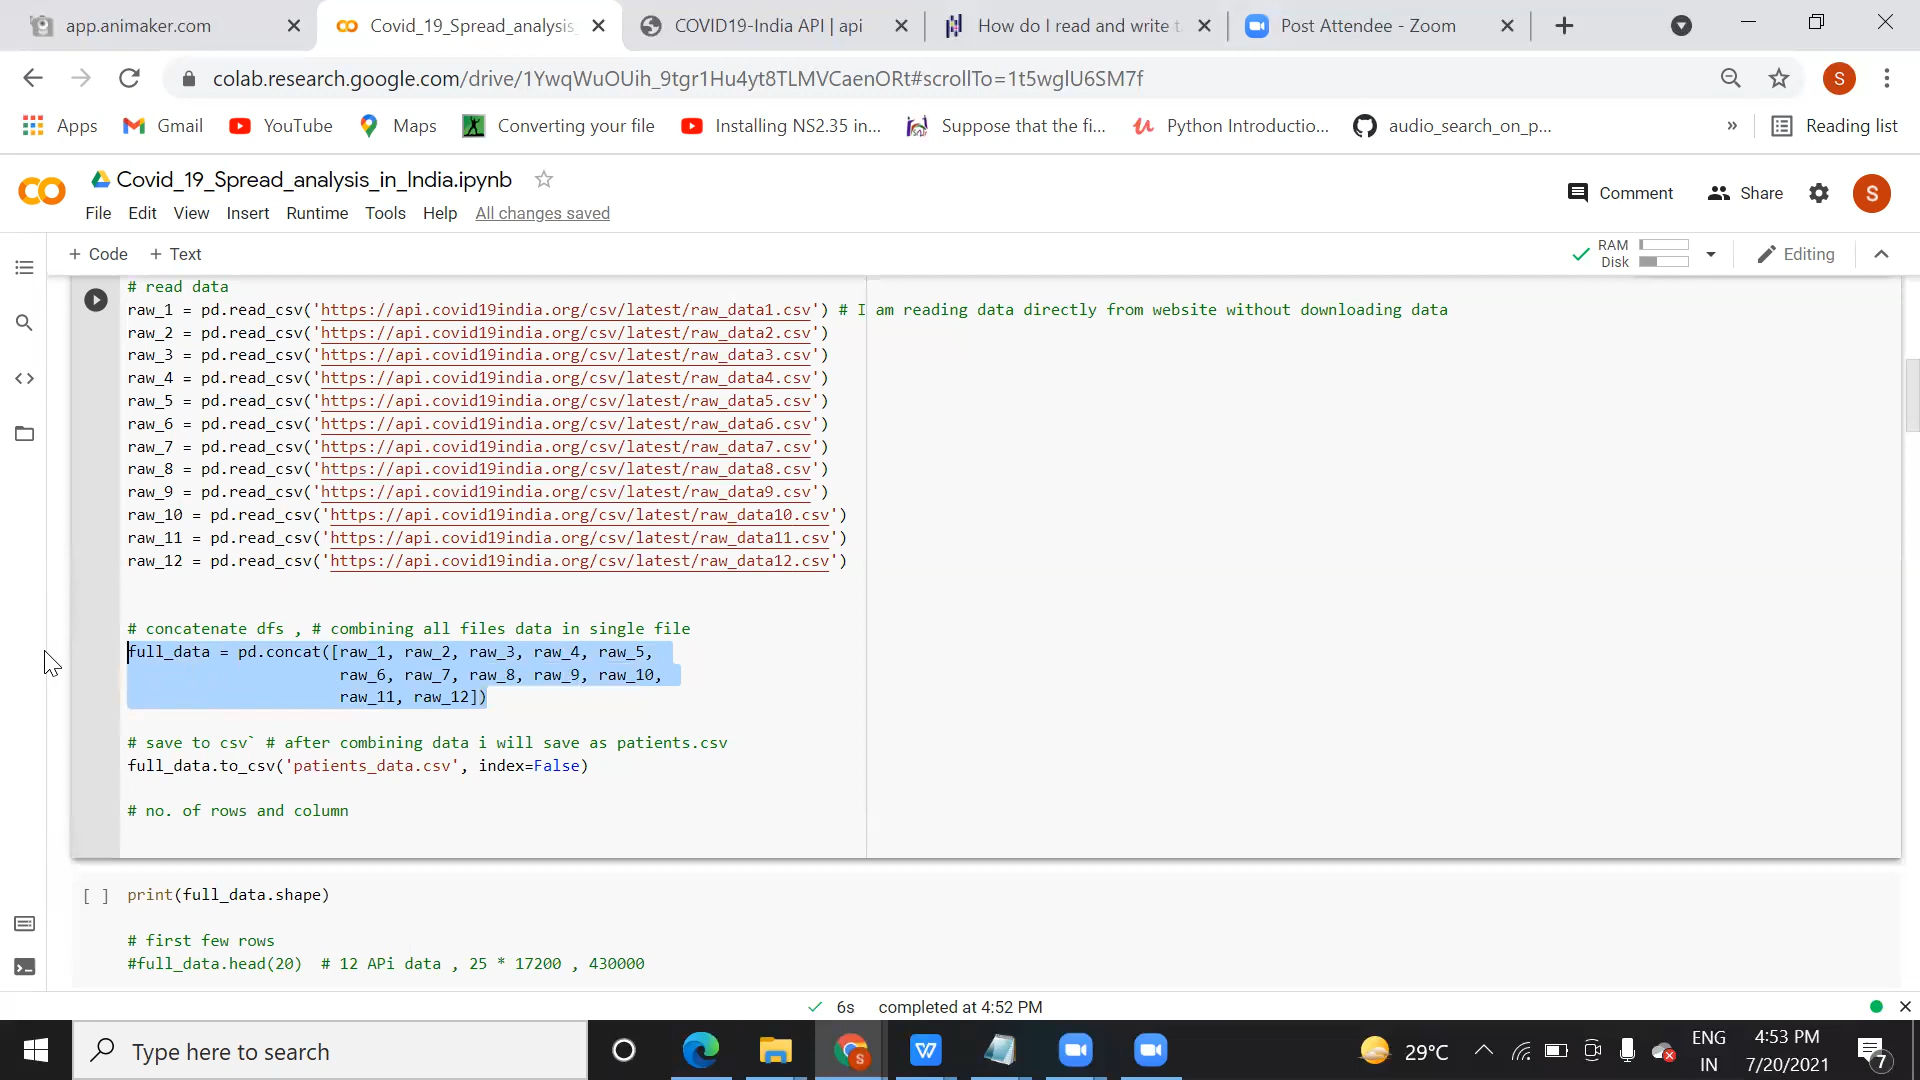 app.animaker.com
Covid_19_Spread_analysis_
COVID19-India API | api
How do I read and write t
Post Attendee - Zoom
colab.research.google.com/drive/1YwqWuOUih_9tgr1Hu4yt8TLMVCaenORt#scrollTo=1t5wglU6SM7f
S
Apps
Gmail
YouTube
Maps
Converting your file
Installing NS2.35 in...
Suppose that the fi...
Python Introductio...
audio_search_on_p...
»
Reading list
Covid_19_Spread_analysis_in_India.ipynb
File Edit View Insert Runtime Tools Help All changes saved
Comment
Share
S
+ Code + Text
RAM
Disk
Editing
# read data
raw_1 = pd.read_csv('https://api.covid19india.org/csv/latest/raw_data1.csv') # I am reading data directly from website without downloading data
raw_2 = pd.read_csv('https://api.covid19india.org/csv/latest/raw_data2.csv')
raw_3 = pd.read_csv('https://api.covid19india.org/csv/latest/raw_data3.csv')
raw_4 = pd.read_csv('https://api.covid19india.org/csv/latest/raw_data4.csv')
raw_5 = pd.read_csv('https://api.covid19india.org/csv/latest/raw_data5.csv')
raw_6 = pd.read_csv('https://api.covid19india.org/csv/latest/raw_data6.csv')
raw_7 = pd.read_csv('https://api.covid19india.org/csv/latest/raw_data7.csv')
raw_8 = pd.read_csv('https://api.covid19india.org/csv/latest/raw_data8.csv')
raw_9 = pd.read_csv('https://api.covid19india.org/csv/latest/raw_data9.csv')
raw_10 = pd.read_csv('https://api.covid19india.org/csv/latest/raw_data10.csv')
raw_11 = pd.read_csv('https://api.covid19india.org/csv/latest/raw_data11.csv')
raw_12 = pd.read_csv('https://api.covid19india.org/csv/latest/raw_data12.csv')
# concatenate dfs , # combining all files data in single file
full_data = pd.concat([raw_1, raw_2, raw_3, raw_4, raw_5,
raw_6, raw_7, raw_8, raw_9, raw_10,
raw_11, raw_12])
# save to csv` # after combining data i will save as patients.csv
full_data.to_csv('patients_data.csv', index=False)
# no. of rows and column
[ ] print(full_data.shape)
# first few rows
#full_data.head(20) # 12 APi data , 25 * 17200 , 430000
6s completed at 4:52 PM
Type here to search
S
W
29°C
ENG
IN
4:53 PM
7/20/2021
7